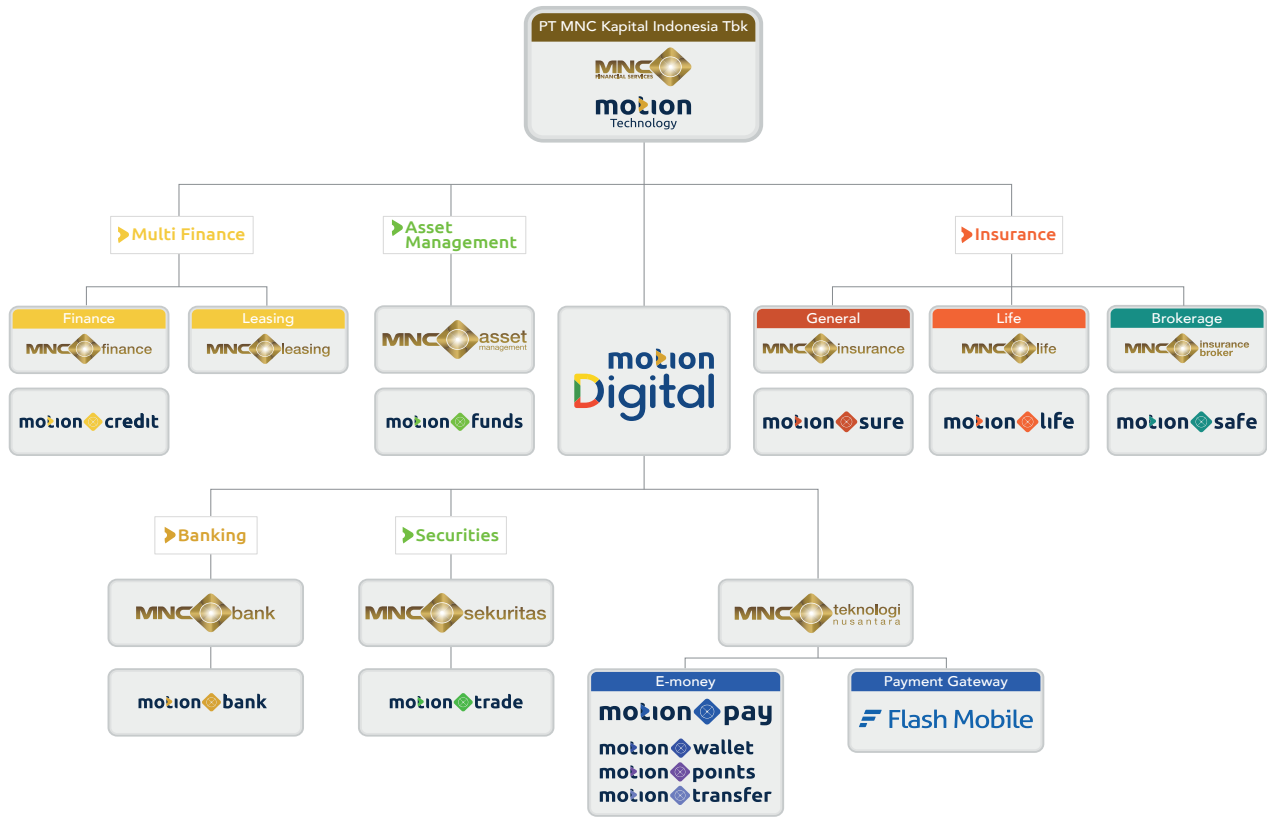 PT MNC Kapital Indonesia Tbk
MNC
FINANCIAL SERVICES
motion
Technology
Multi Finance
Asset
Management
Insurance
Finance
MNC finance
Leasing
MNC leasing
MNC asset
management
motion
Digital
General
MNC insurance
Life
MNC life
Brokerage
MNC insurance
broker
motion credit
motion funds
motion sure
motion life
motion safe
Banking
Securities
MNC bank
MNC sekuritas
MNC teknologi
nusantara
motion bank
motion trade
E-money
motion pay
motion wallet
motion points
motion transfer
Payment Gateway
Flash Mobile